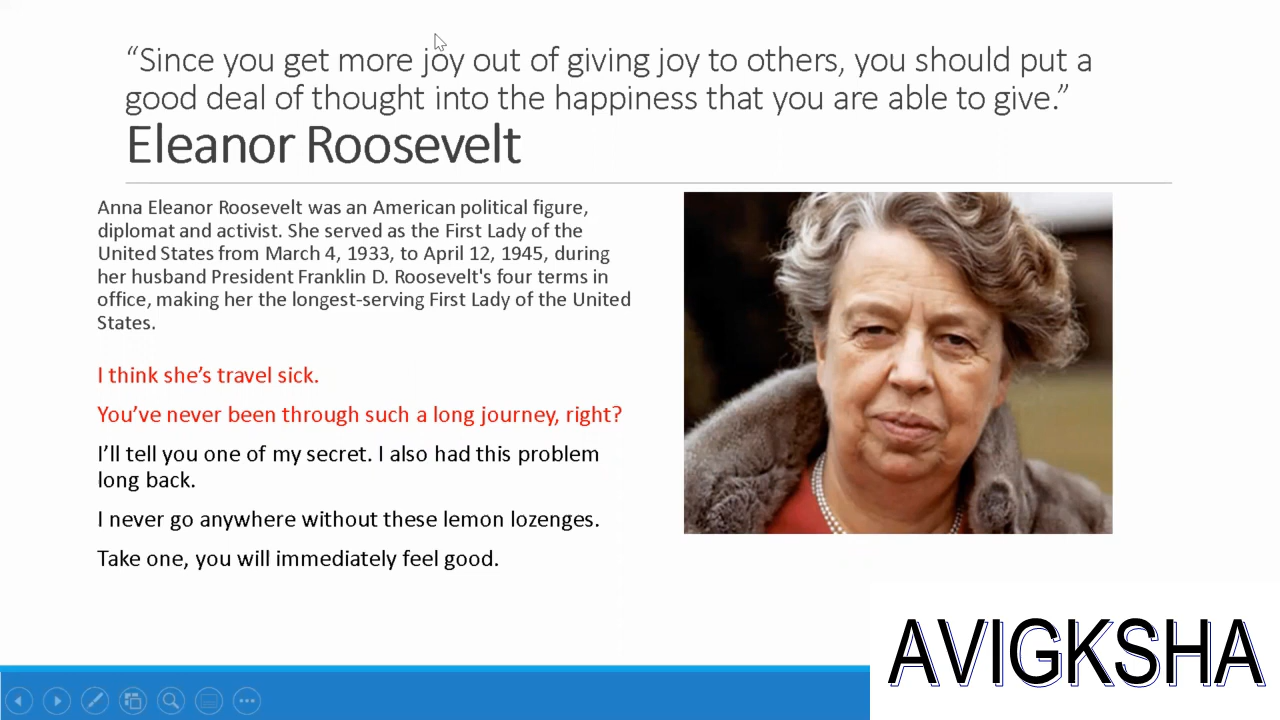 “Since you get more joy out of giving joy to others, you should put a
good deal of thought into the happiness that you are able to give.”
Eleanor Roosevelt
Anna Eleanor Roosevelt was an American political figure,
diplomat and activist. She served as the First Lady of the
United States from March 4, 1933, to April 12, 1945, during
her husband President Franklin D. Roosevelt's four terms in
office, making her the longest-serving First Lady of the United
States.
I think she’s travel sick.
You’ve never been through such a long journey, right?
I’ll tell you one of my secret. I also had this problem
long back.
I never go anywhere without these lemon lozenges.
Take one, you will immediately feel good.
AVIGKSHA